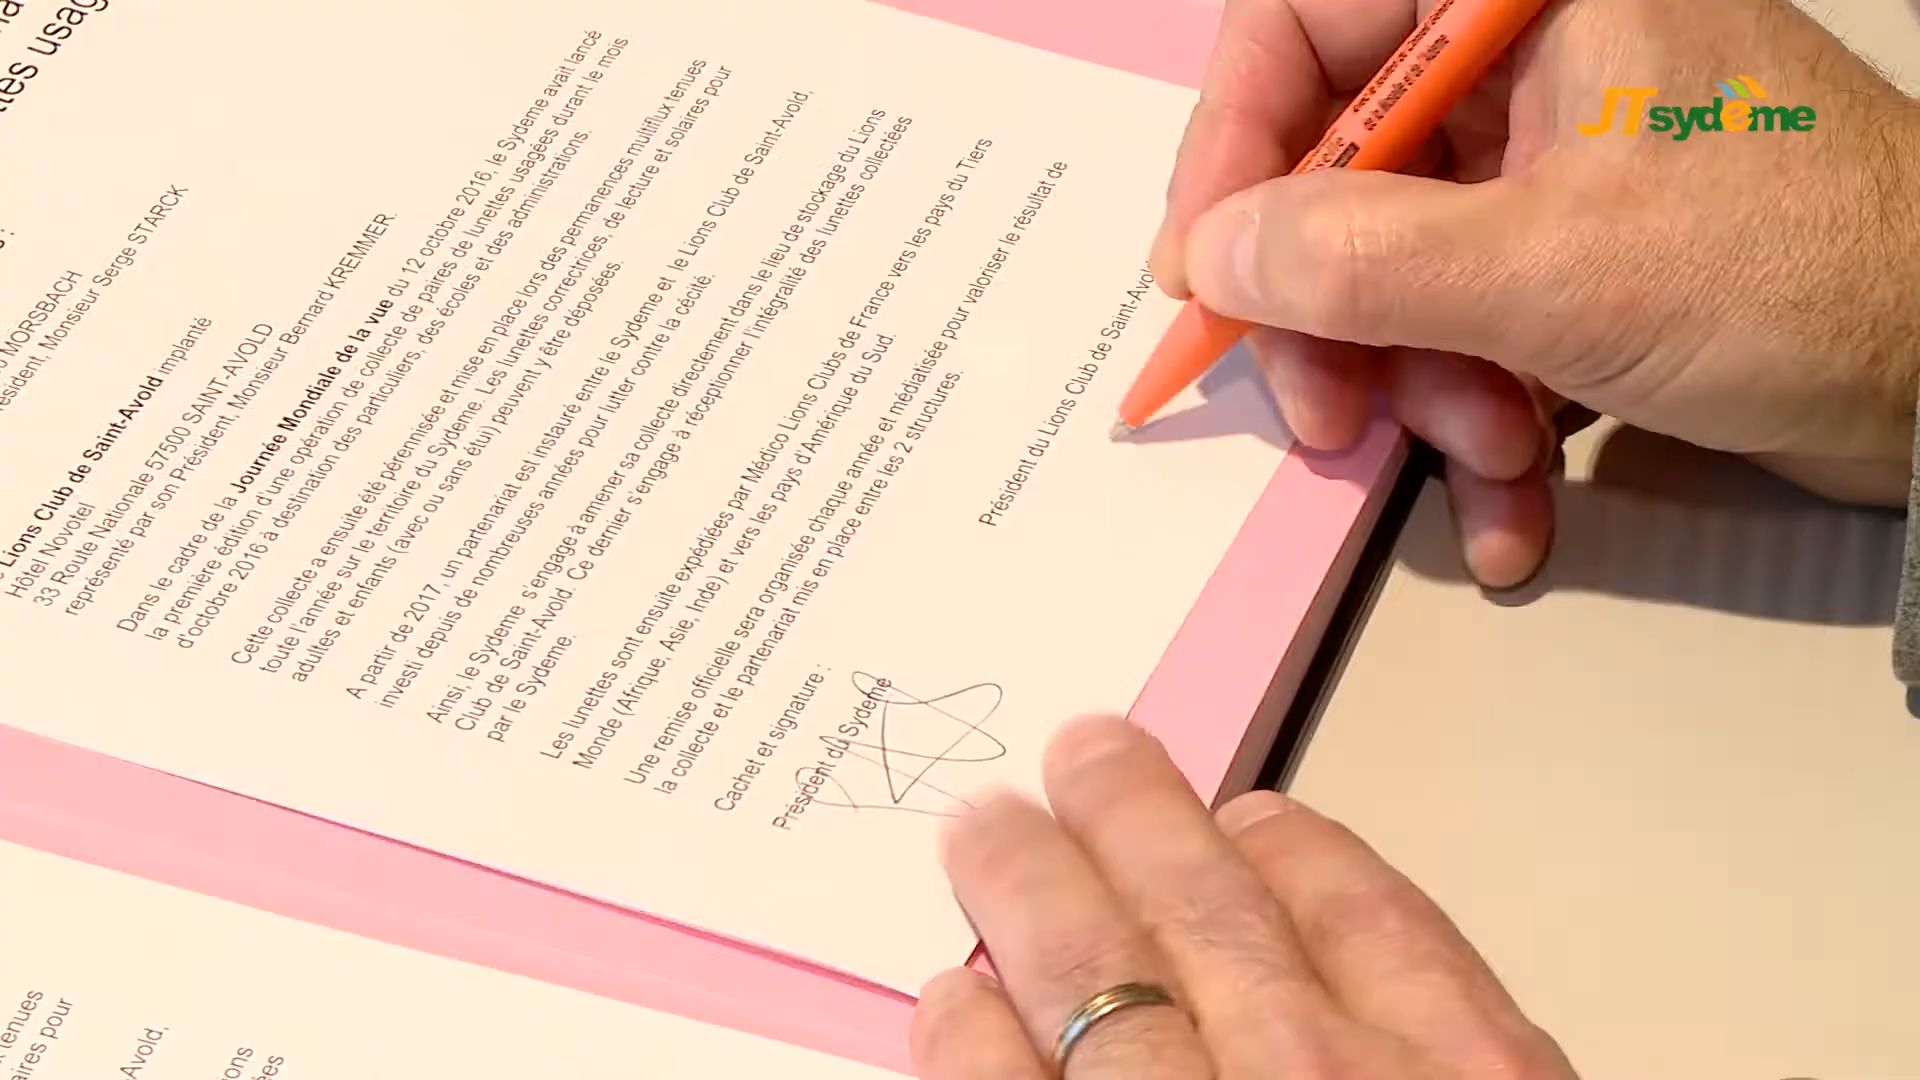 JTsydeme
tes usag
MORSBACH
résident, Monsieur Serge STARCK
Lions Club de Saint-Avold implanté
Hôtel Novotel
33 Route Nationale 57500 SAINT-AVOLD
représenté par son Président, Monsieur Bernard KREMMER.
Dans le cadre de la Journée Mondiale de la vue du 12 octobre 2016, le Sydeme avait lancé
la première édition d'une opération de collecte de paires de lunettes usagées durant le mois
d'octobre 2016 à destination des particuliers, des écoles et des administrations.
Cette collecte a ensuite été pérennisée et mise en place lors des permanences multiflux tenues
toute l'année sur le territoire du Sydeme. Les lunettes correctrices, de lecture et solaires pour
adultes et enfants (avec ou sans étui) peuvent y être déposées.
A partir de 2017, un partenariat est instauré entre le Sydeme et le Lions Club de Saint-Avold,
investi depuis de nombreuses années pour lutter contre la cécité.
Ainsi, le Sydeme s'engage à amener sa collecte directement dans le lieu de stockage du Lions
Club de Saint-Avold. Ce dernier s'engage à réceptionner l'intégralité des lunettes collectées
par le Sydeme.
Les lunettes sont ensuite expédiées par Médico Lions Clubs de France vers les pays du Tiers
Monde (Afrique, Asie, Inde) et vers les pays d'Amérique du Sud.
Une remise officielle sera organisée chaque année et médiatisée pour valoriser le résultat de
la collecte et le partenariat mis en place entre les 2 structures.
Cachet et signature :
Président du Sydeme
Président du Lions Club de Saint-Avold
tenues
aires pour
-Avold,
ions
ées